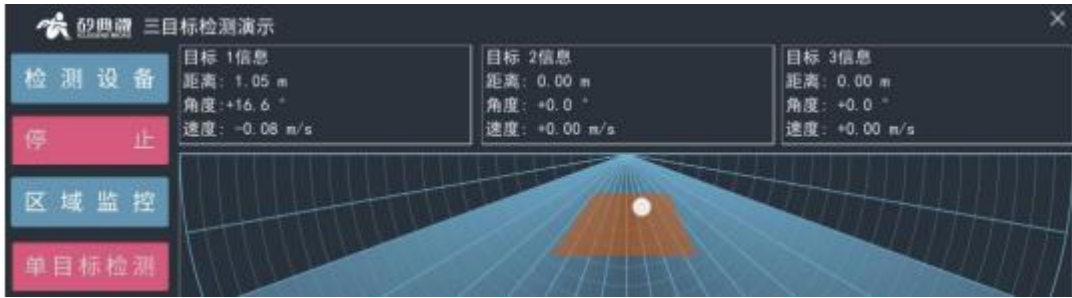 矽典微 三目标检测演示
×
检测设备
停止
区域监控
单目标检测
目标 1信息
距离: 1.05 m
角度:+16.6 °
速度: -0.08 m/s
目标 2信息
距离: 0.00 m
角度: +0.0 °
速度: +0.00 m/s
目标 3信息
距离: 0.00 m
角度: +0.0 °
速度: +0.00 m/s